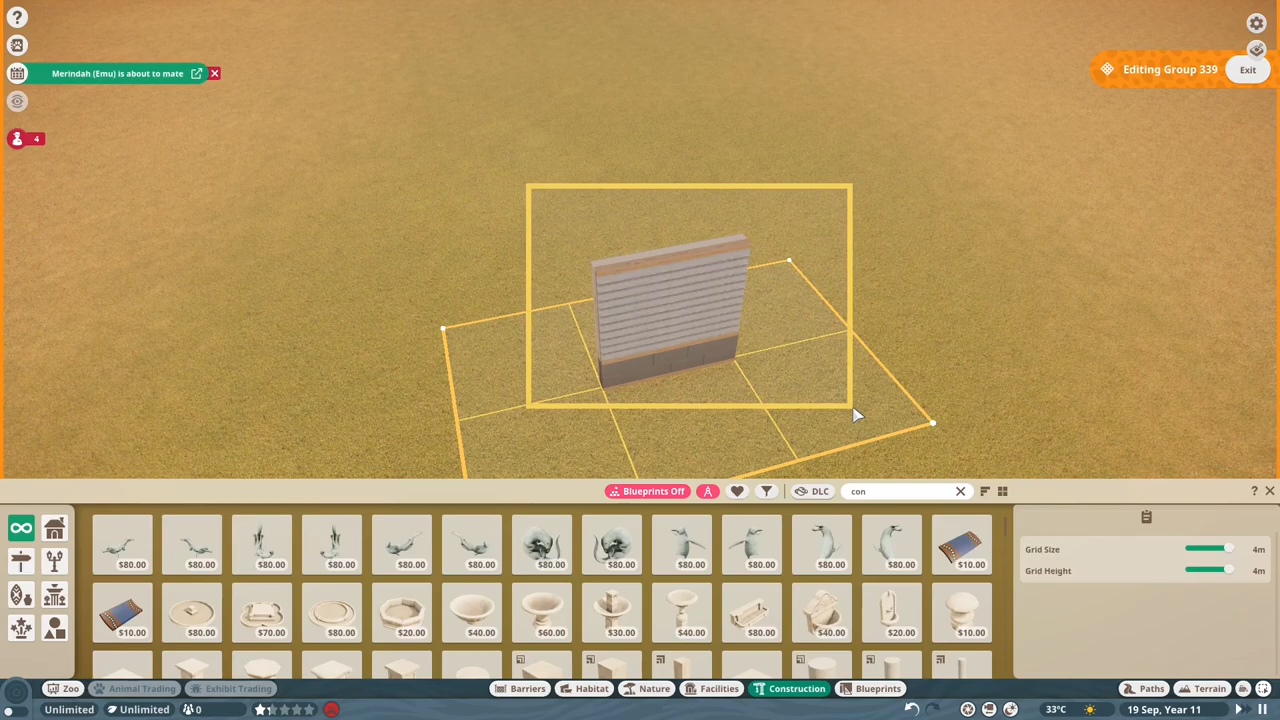 ?
Merindah (Emu) is about to mate
4
Editing Group 339
Exit
Blueprints Off
DLC
con
?
$80.00 $80.00 $80.00 $80.00 $80.00 $80.00 $80.00 $80.00 $80.00 $80.00 $80.00 $80.00 $10.00
$10.00 $80.00 $70.00 $80.00 $20.00 $40.00 $60.00 $30.00 $40.00 $80.00 $40.00 $20.00 $10.00
Grid Size 4m
Grid Height 4m
Zoo
Animal Trading
Exhibit Trading
Barriers
Habitat
Nature
Facilities
Construction
Blueprints
Paths
Terrain
Unlimited
Unlimited
0
33°C
19 Sep, Year 11